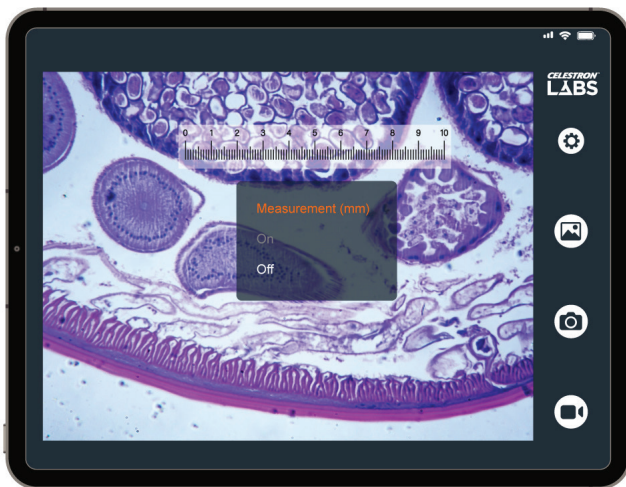 CELESTRON
LABS
0 1 2 3 4 5 6 7 8 9 10
Measurement (mm)
On
Off